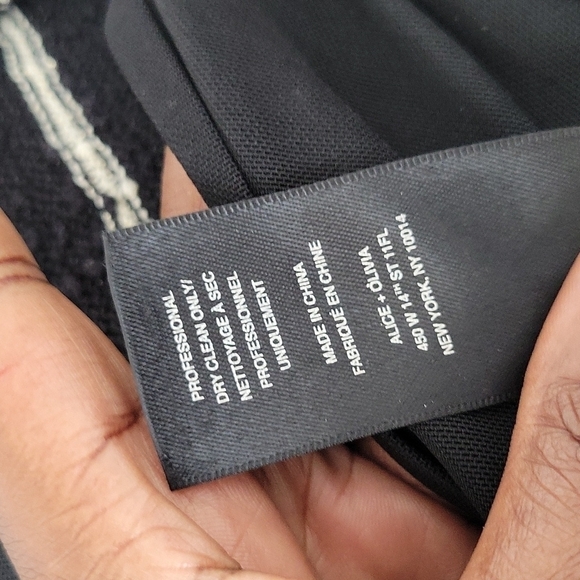 PROFESSIONAL
DRY CLEAN ONLY/
NETTOYAGE À SEC
PROFESSIONNEL
UNIQUEMENT
MADE IN CHINA
FABRIQUÉ EN CHINE
ALICE + OLIVIA
450 W 14TH ST 11FL
NEW YORK, NY 10014